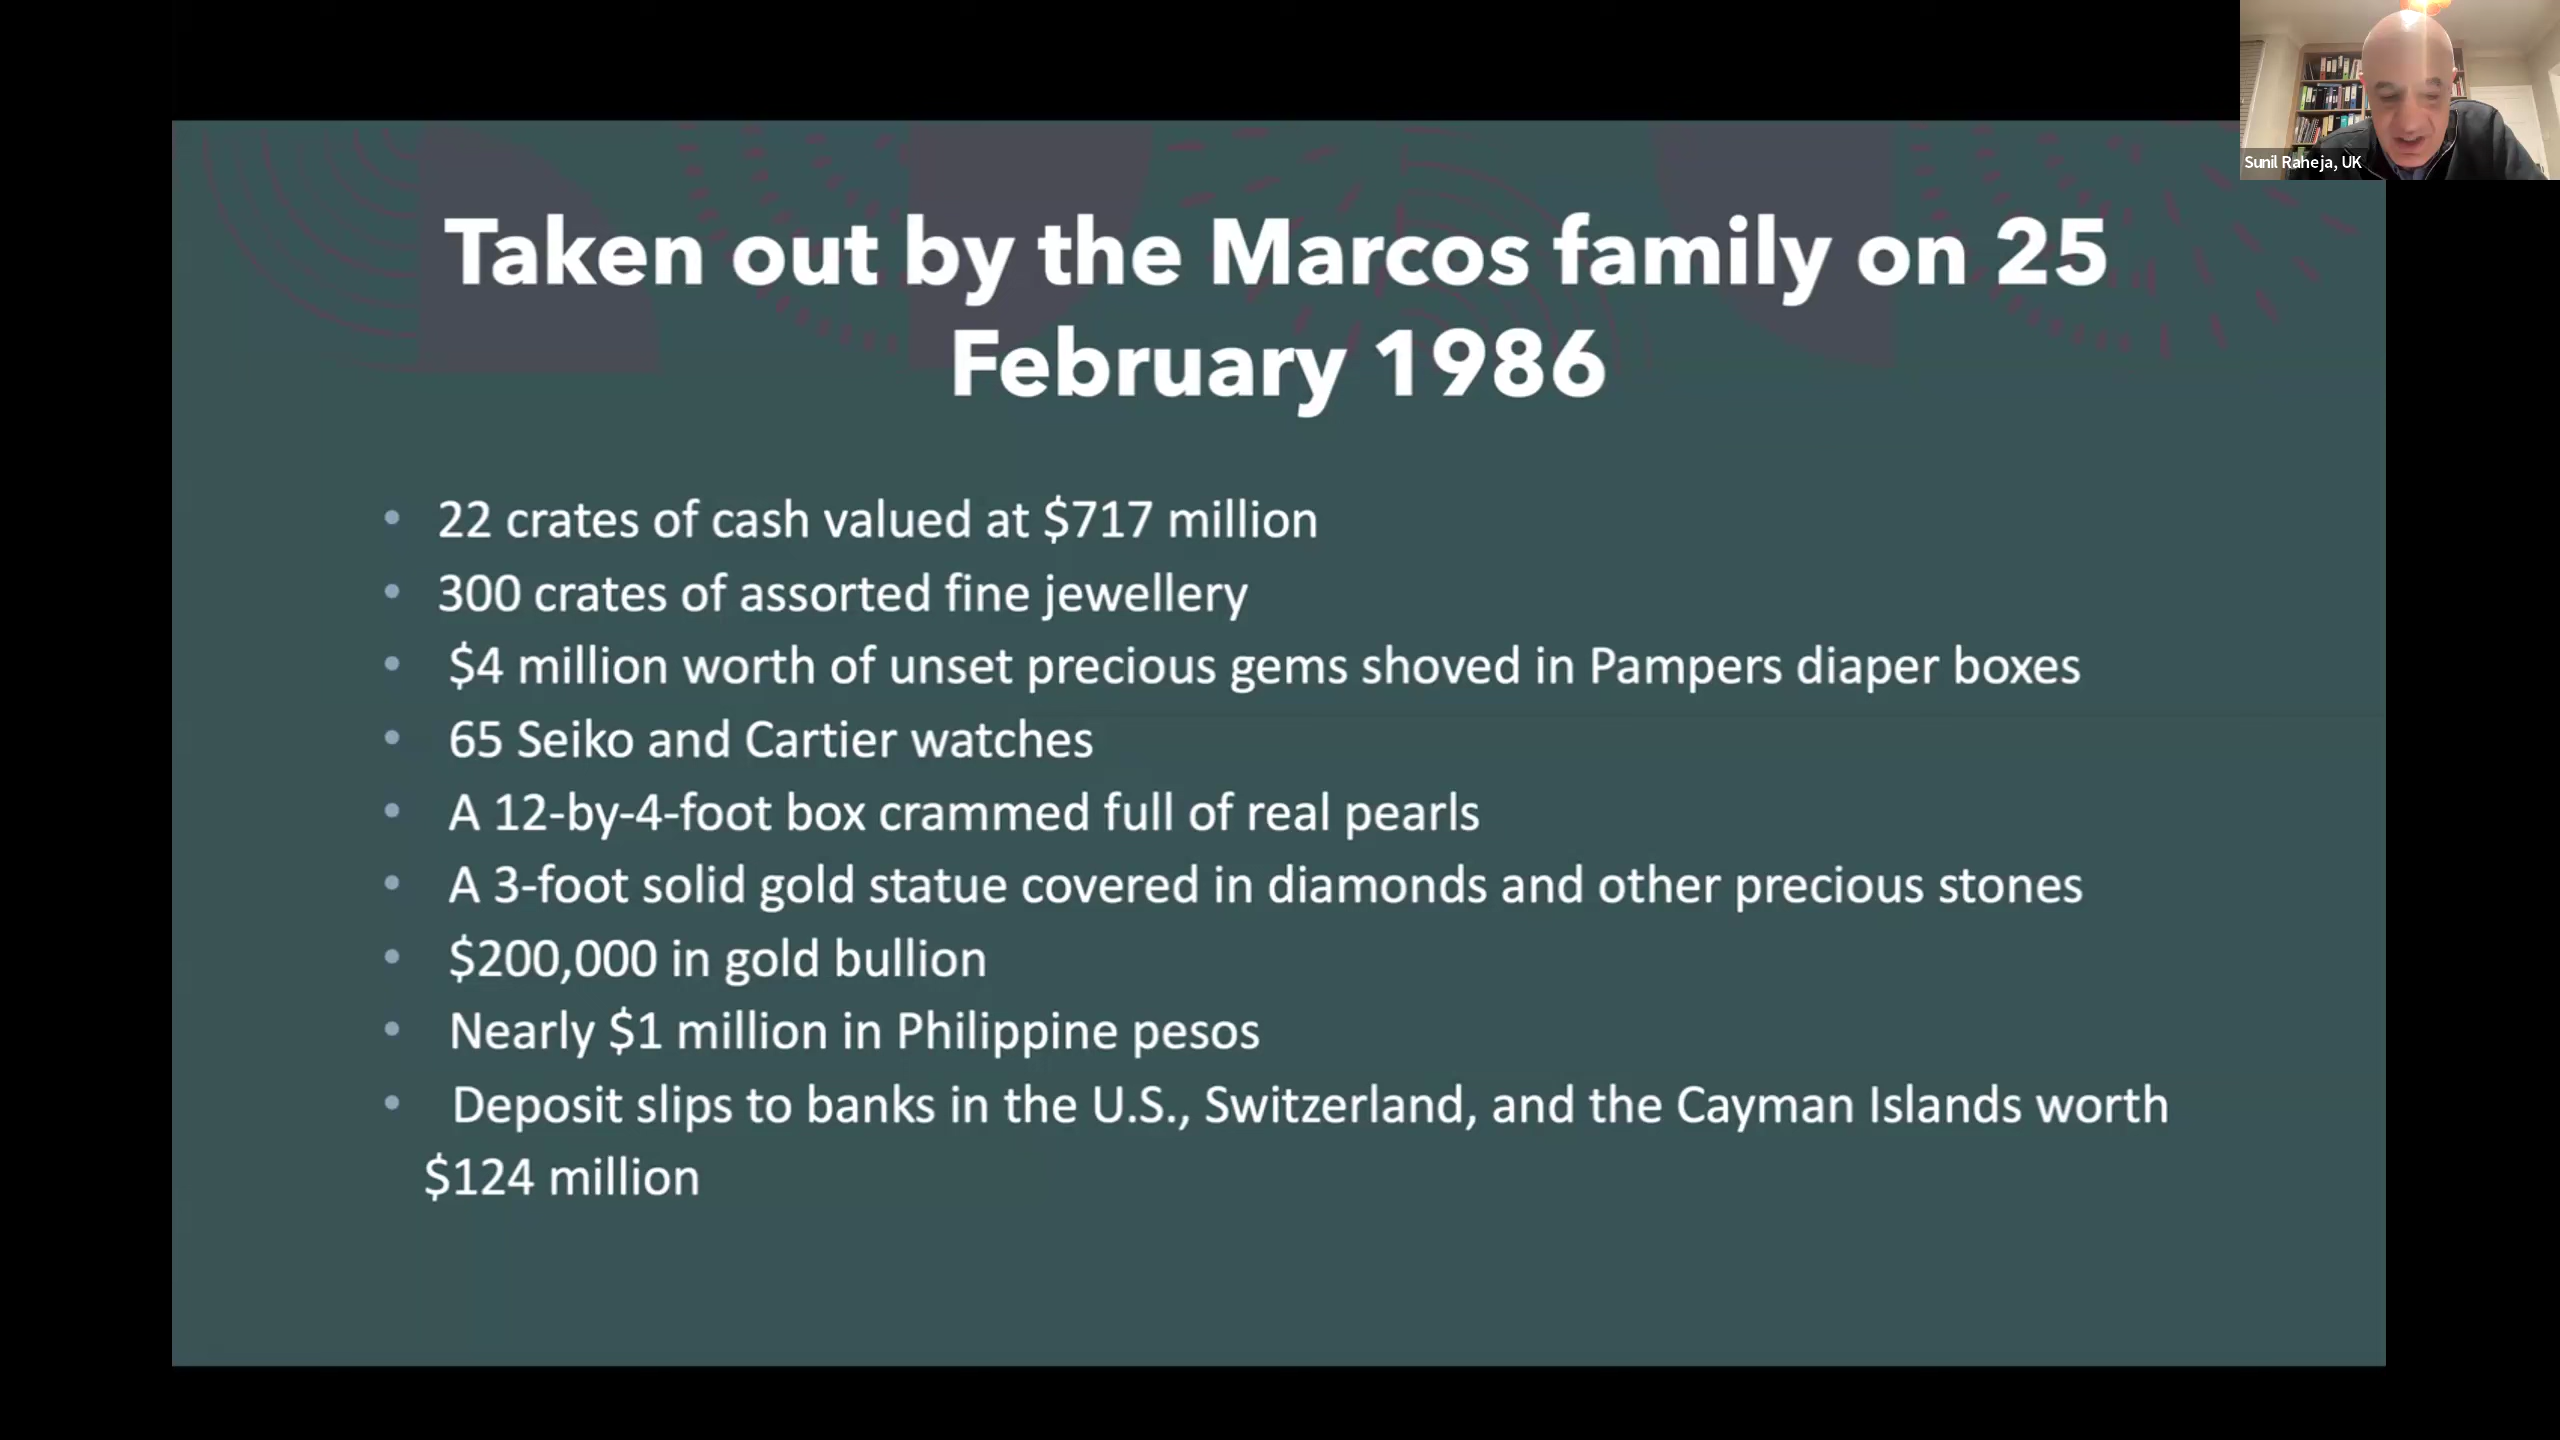 Sunil Raheja, UK
Taken out by the Marcos family on 25
February 1986
• 22 crates of cash valued at $717 million
• 300 crates of assorted fine jewellery
• $4 million worth of unset precious gems shoved in Pampers diaper boxes
• 65 Seiko and Cartier watches
• A 12-by-4-foot box crammed full of real pearls
• A 3-foot solid gold statue covered in diamonds and other precious stones
• $200,000 in gold bullion
• Nearly $1 million in Philippine pesos
• Deposit slips to banks in the U.S., Switzerland, and the Cayman Islands worth
$124 million